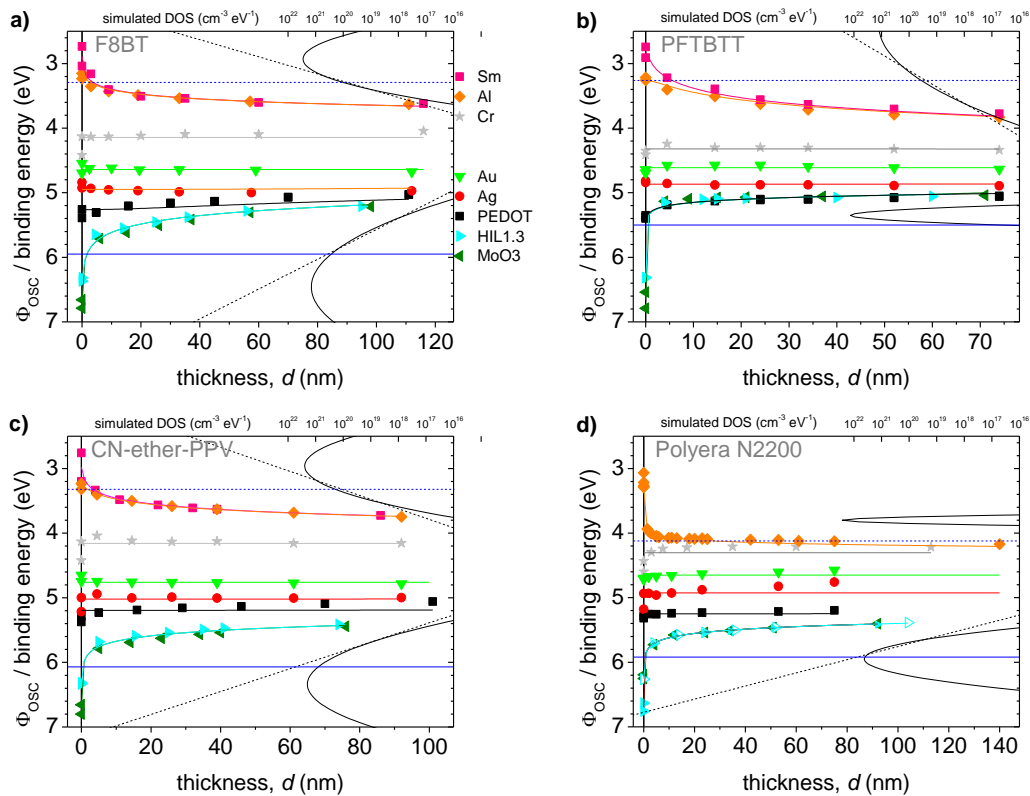 a)
simulated DOS (cm⁻³ eV⁻¹)
10²² 10²¹ 10²⁰ 10¹⁹ 10¹⁸ 10¹⁷ 10¹⁶
F8BT
3
4
5
6
7
Φ_OSC / binding energy (eV)
0 20 40 60 80 100 120
thickness, d (nm)
Sm
Al
Cr
Au
Ag
PEDOT
HIL1.3
MoO3
b)
simulated DOS (cm⁻³ eV⁻¹)
10²² 10²¹ 10²⁰ 10¹⁹ 10¹⁸ 10¹⁷ 10¹⁶
PFTBTT
3
4
5
6
7
Φ_OSC / binding energy (eV)
0 10 20 30 40 50 60 70
thickness, d (nm)
c)
simulated DOS (cm⁻³ eV⁻¹)
10²² 10²¹ 10²⁰ 10¹⁹ 10¹⁸ 10¹⁷ 10¹⁶
CN-ether-PPV
3
4
5
6
7
Φ_OSC / binding energy (eV)
0 20 40 60 80 100
thickness, d (nm)
d)
simulated DOS (cm⁻³ eV⁻¹)
10²² 10²¹ 10²⁰ 10¹⁹ 10¹⁸ 10¹⁷ 10¹⁶
Polyera N2200
3
4
5
6
7
Φ_OSC / binding energy (eV)
0 20 40 60 80 100 120 140
thickness, d (nm)